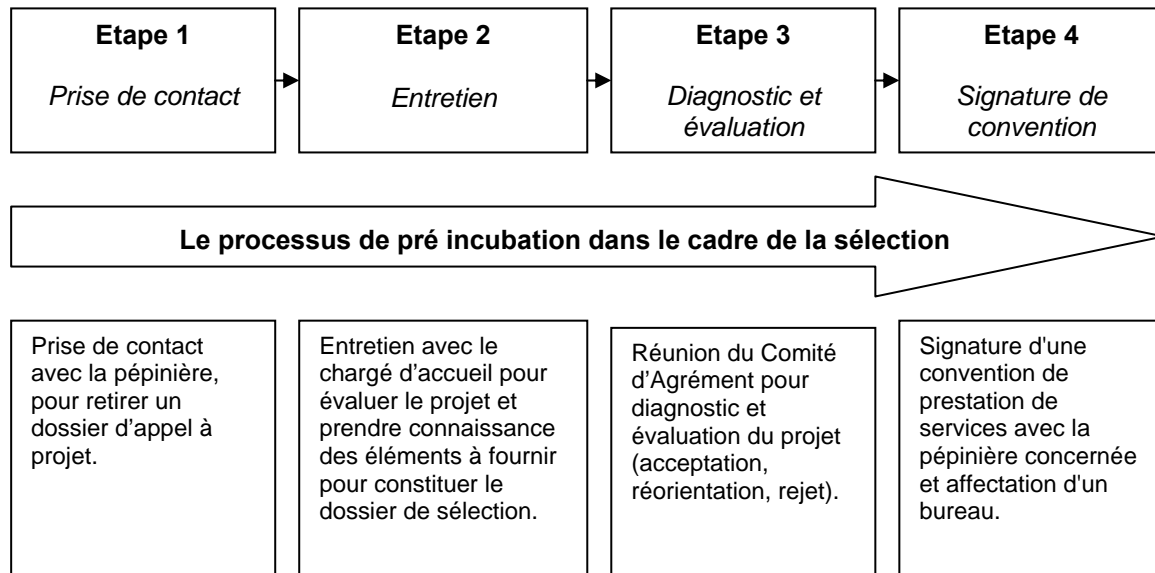 Etape 1
Prise de contact
Etape 2
Entretien
Etape 3
Diagnostic et
évaluation
Etape 4
Signature de
convention
Le processus de pré incubation dans le cadre de la sélection
Prise de contact
avec la pépinière,
pour retirer un
dossier d’appel à
projet.
Entretien avec le
chargé d’accueil pour
évaluer le projet et
prendre connaissance
des éléments à fournir
pour constituer le
dossier de sélection.
Réunion du Comité
d’Agrément pour
diagnostic et
évaluation du projet
(acceptation,
réorientation, rejet).
Signature d'une
convention de
prestation de
services avec la
pépinière concernée
et affectation d'un
bureau.